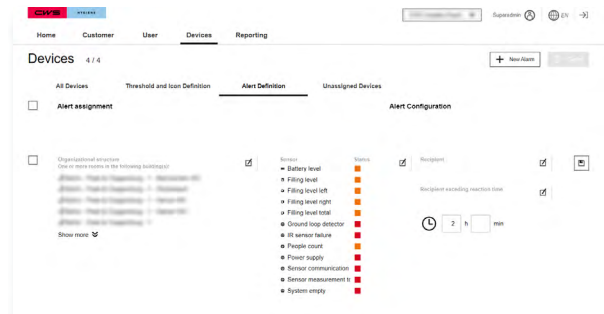 CWS HYGIENE
Superadmin EN
Home Customer User Devices Reporting
Devices 4 / 4
+ New Alarm
All Devices Threshold and Icon Definition Alert Definition Unassigned Devices
Alert assignment Alert Configuration
Organizational structure Sensor Status Recipient
One or more rooms in the following building(s):
Battery level
Filling level
Filling level left Recipient exceding reaction time
Filling level right
Filling level total
Show more Ground loop detector 2 h min
IR sensor failure
People count
Power supply
Sensor communication
Sensor measurement tr
System empty